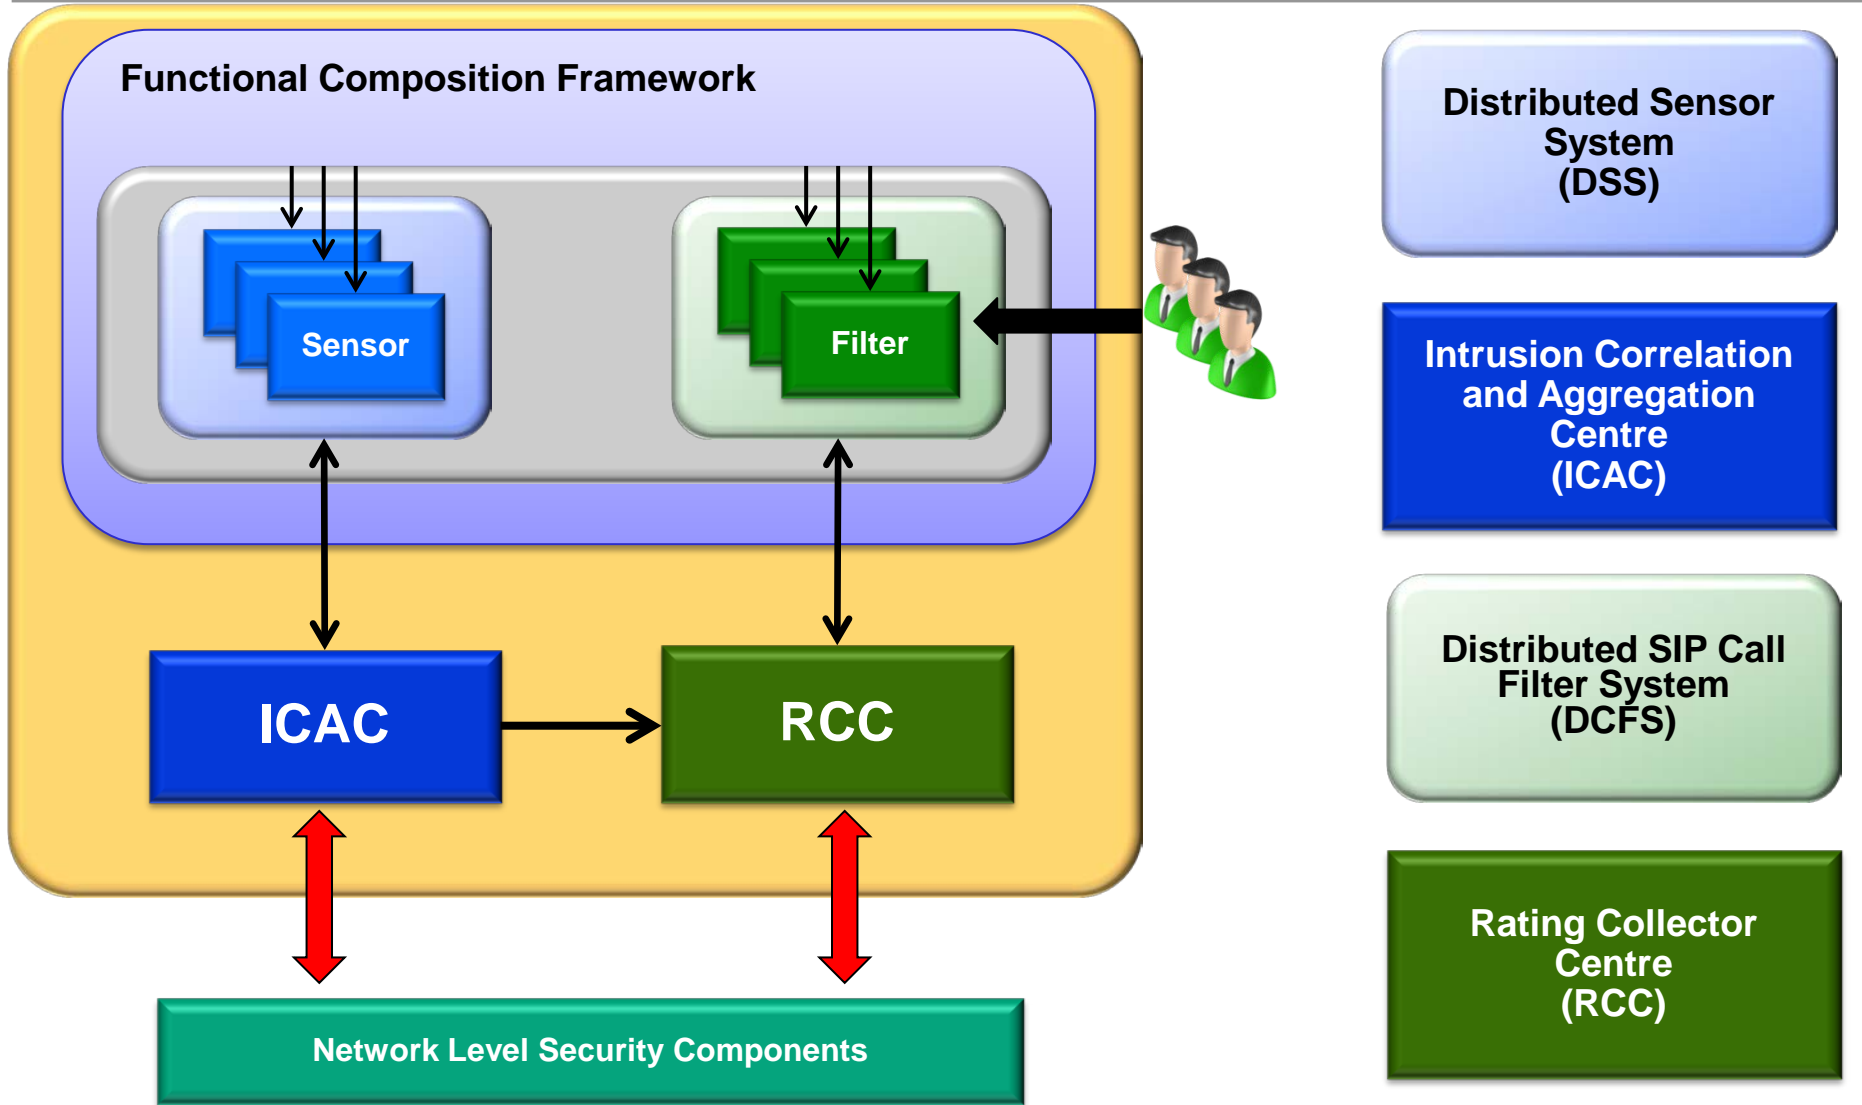 Functional Composition Framework
Sensor
Filter
ICAC
RCC
Network Level Security Components
Distributed Sensor
System
(DSS)
Intrusion Correlation
and Aggregation
Centre
(ICAC)
Distributed SIP Call
Filter System
(DCFS)
Rating Collector
Centre
(RCC)